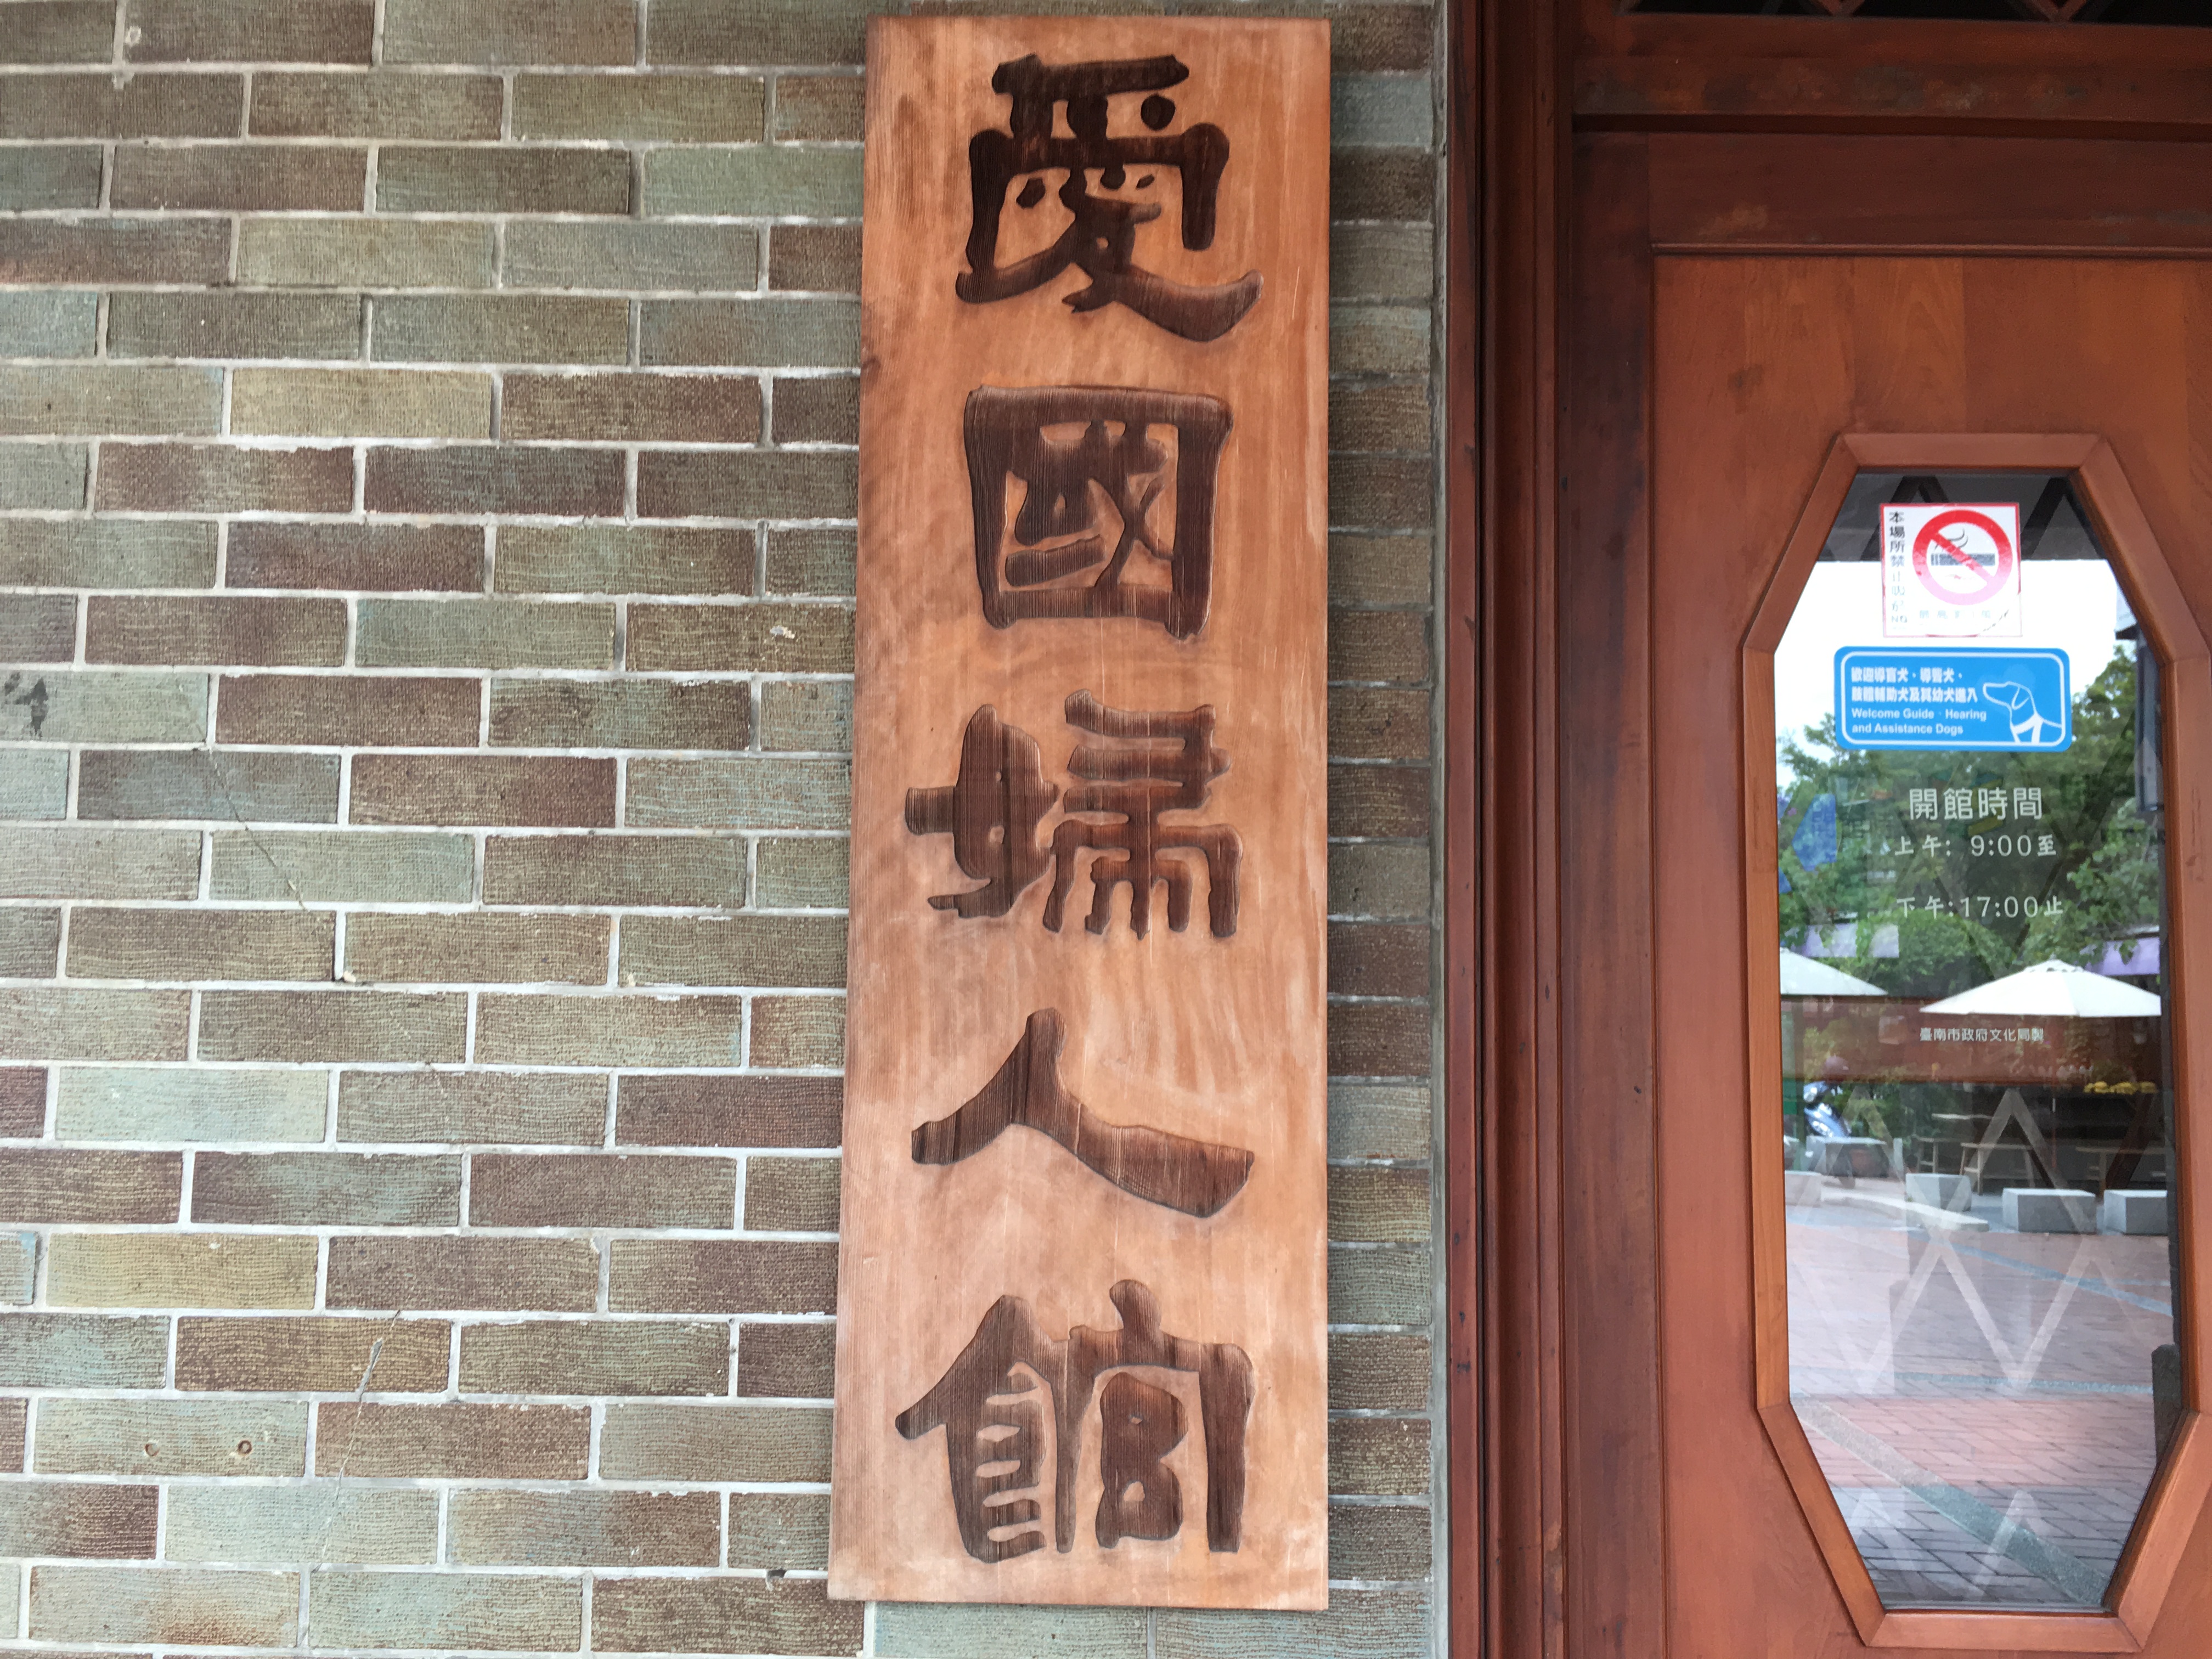 愛國婦人館
本場所禁止吸菸
歡迎導盲犬、導聾犬、
肢體輔助犬及其幼犬進入
Welcome Guide · Hearing
and Assistance Dogs
開館時間
上午: 9:00至
下午:17:00止
臺南市政府文化局製